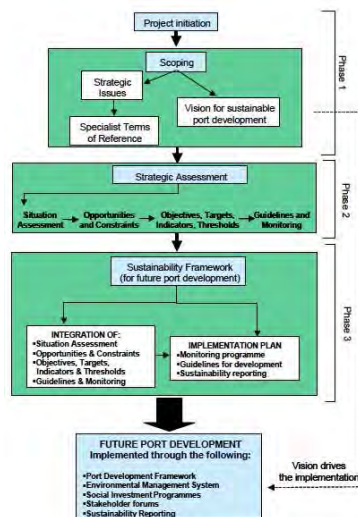 Project initiation
Scoping
Strategic
Issues
Vision for sustainable
port development
Specialist Terms
of Reference
Phase 1
Strategic Assessment
Situation
Assessment
Opportunities
and Constraints
Objectives, Targets,
Indicators, Thresholds
Guidelines and
Monitoring
Phase 2
Sustainability Framework
(for future port development)
INTEGRATION OF:
▪Situation Assessment
▪Opportunities & Constraints
▪Objectives, Targets,
Indicators & Thresholds
▪Guidelines & Monitoring
IMPLEMENTATION PLAN
▪Monitoring programme
▪Guidelines for development
▪Sustainability reporting
Phase 3
FUTURE PORT DEVELOPMENT
Implemented through the following:
▪Port Development Framework
▪Environmental Management System
▪Social Investment Programmes
▪Stakeholder forums
▪Sustainability Reporting
Vision drives
the implementation